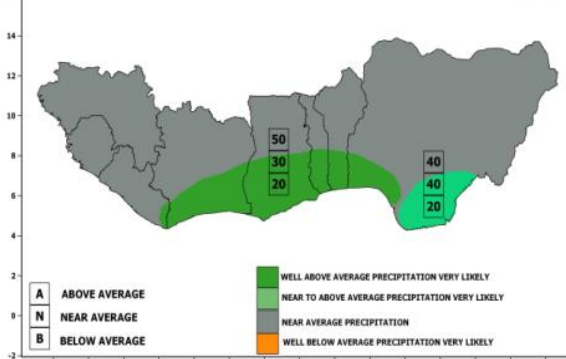 14
12
10
8
6
4
2
0
-2
50
30
20
40
40
20
A ABOVE AVERAGE
N NEAR AVERAGE
B BELOW AVERAGE
WELL ABOVE AVERAGE PRECIPITATION VERY LIKELY
NEAR TO ABOVE AVERAGE PRECIPITATION VERY LIKELY
NEAR AVERAGE PRECIPITATION
WELL BELOW AVERAGE PRECIPITATION VERY LIKELY